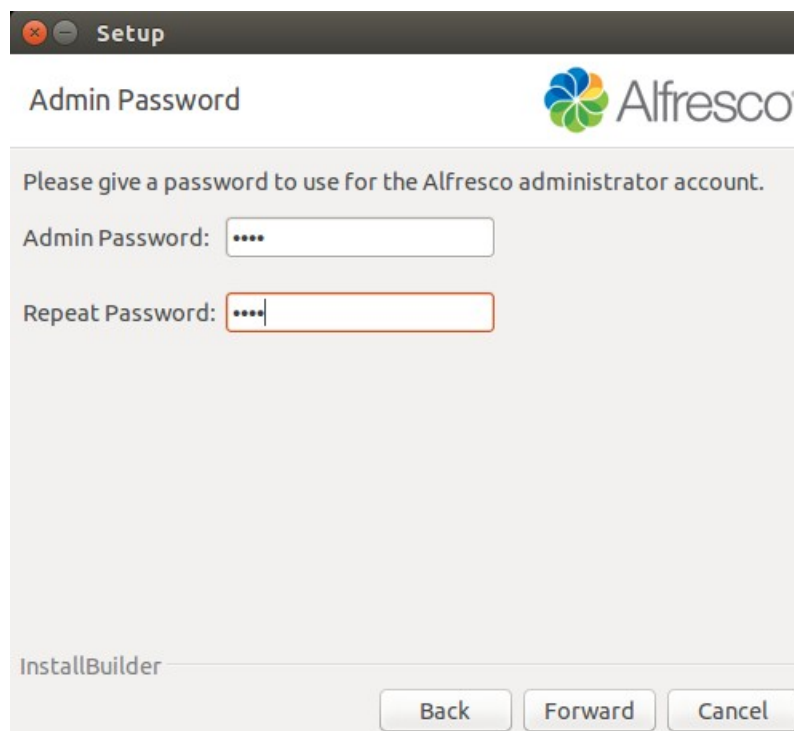 Setup
Admin Password
Alfresco
Please give a password to use for the Alfresco administrator account.
Admin Password: ••••
Repeat Password: ••••
InstallBuilder
Back Forward Cancel